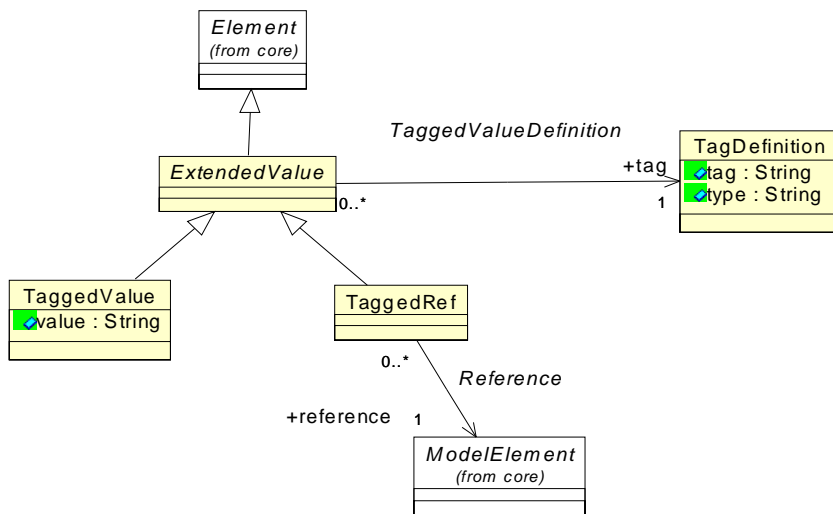 Element
(from core)
TaggedValueDefinition
TagDefinition
tag : String
type : String
ExtendedValue
+tag
0..*
1
TaggedValue
value : String
TaggedRef
0..*
Reference
+reference
1
ModelElement
(from core)